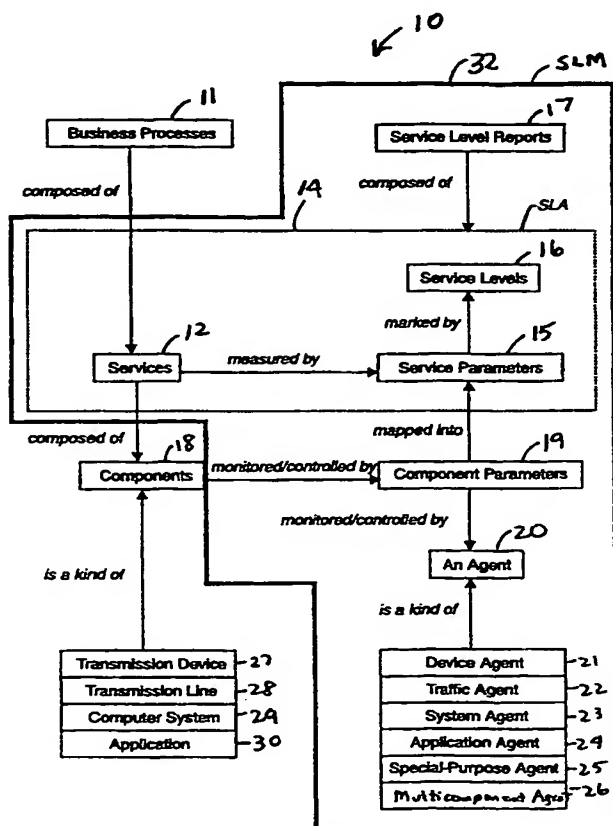 10
32 SLM
11 17
Business Processes Service Level Reports
composed of composed of
14 SLA
16
Service Levels
marked by
12 15
Services measured by Service Parameters
composed of mapped into
18 19
Components monitored/controlled by Component Parameters
monitored/controlled by
20
An Agent
is a kind of is a kind of
Transmission Device 27 Device Agent 21
Transmission Line 28 Traffic Agent 22
Computer System 29 System Agent 23
Application 30 Application Agent 24
Special-Purpose Agent 25
Multicomponent Agent 26